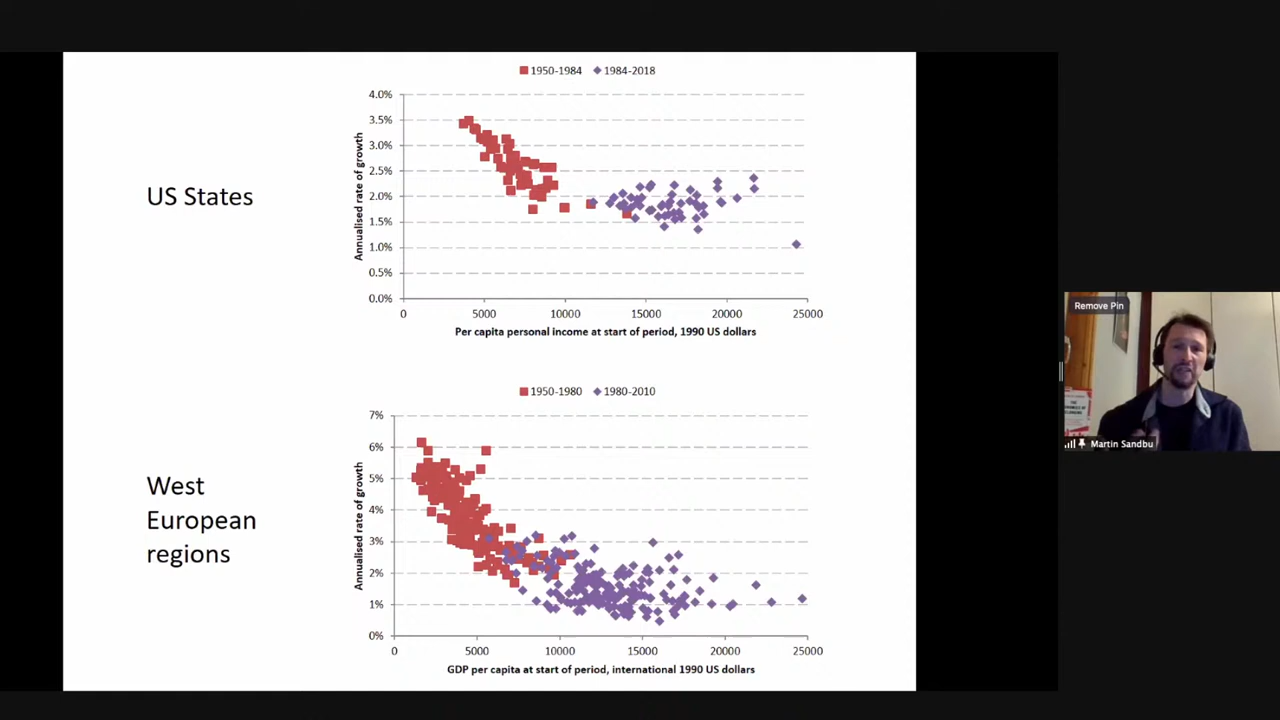 1950-1984 1984-2018
4.0%
3.5%
3.0%
2.5%
2.0%
1.5%
1.0%
0.5%
0.0%
Annualised rate of growth
0 5000 10000 15000 20000 25000
Per capita personal income at start of period, 1990 US dollars
US States
1950-1980 1980-2010
7%
6%
5%
4%
3%
2%
1%
0%
Annualised rate of growth
0 5000 10000 15000 20000 25000
GDP per capita at start of period, international 1990 US dollars
West
European
regions
Remove Pin
THE
Martin Sandbu